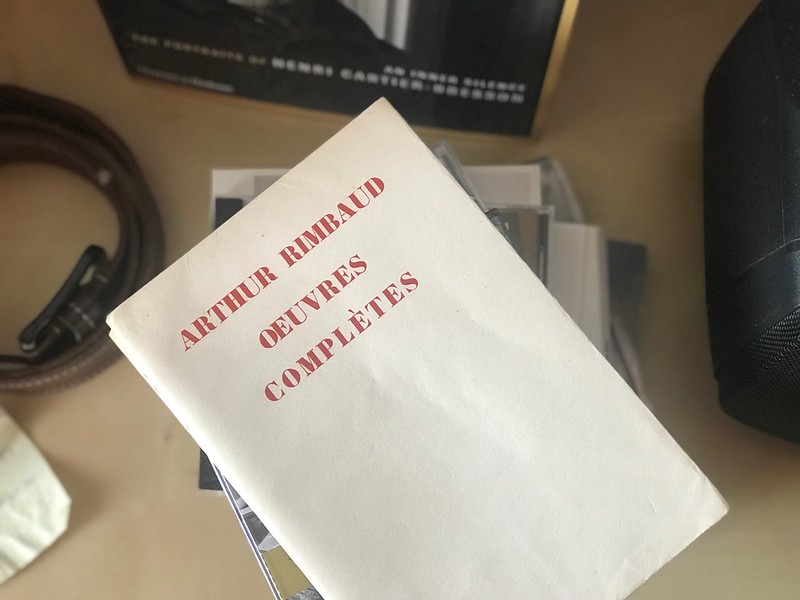 AN INNER SILENCE
THE PORTRAITS OF HENRI CARTIER-BRESSON
ARTHUR RIMBAUD
ŒUVRES
COMPLÈTES